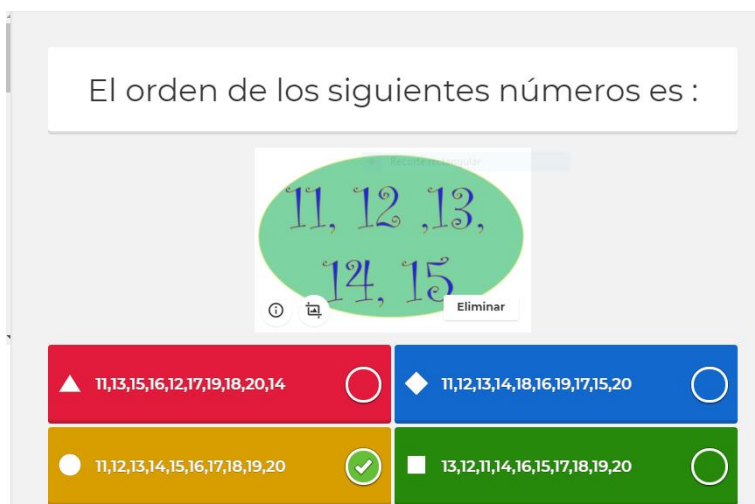 El orden de los siguientes números es :
Recorte rectangular
11, 12 ,13,
14, 15
Eliminar
11,13,15,16,12,17,19,18,20,14
11,12,13,14,18,16,19,17,15,20
11,12,13,14,15,16,17,18,19,20
13,12,11,14,16,15,17,18,19,20